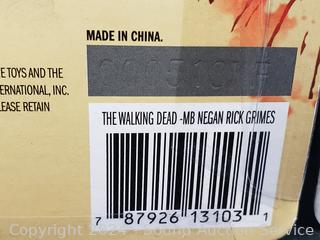 MADE IN CHINA.
E TOYS AND THE
ERNATIONAL, INC.
LEASE RETAIN
THE WALKING DEAD -MB NEGAN RICK GRIMES
7 87926 13103 1
Copyright © 2024 - Sound Auction Service